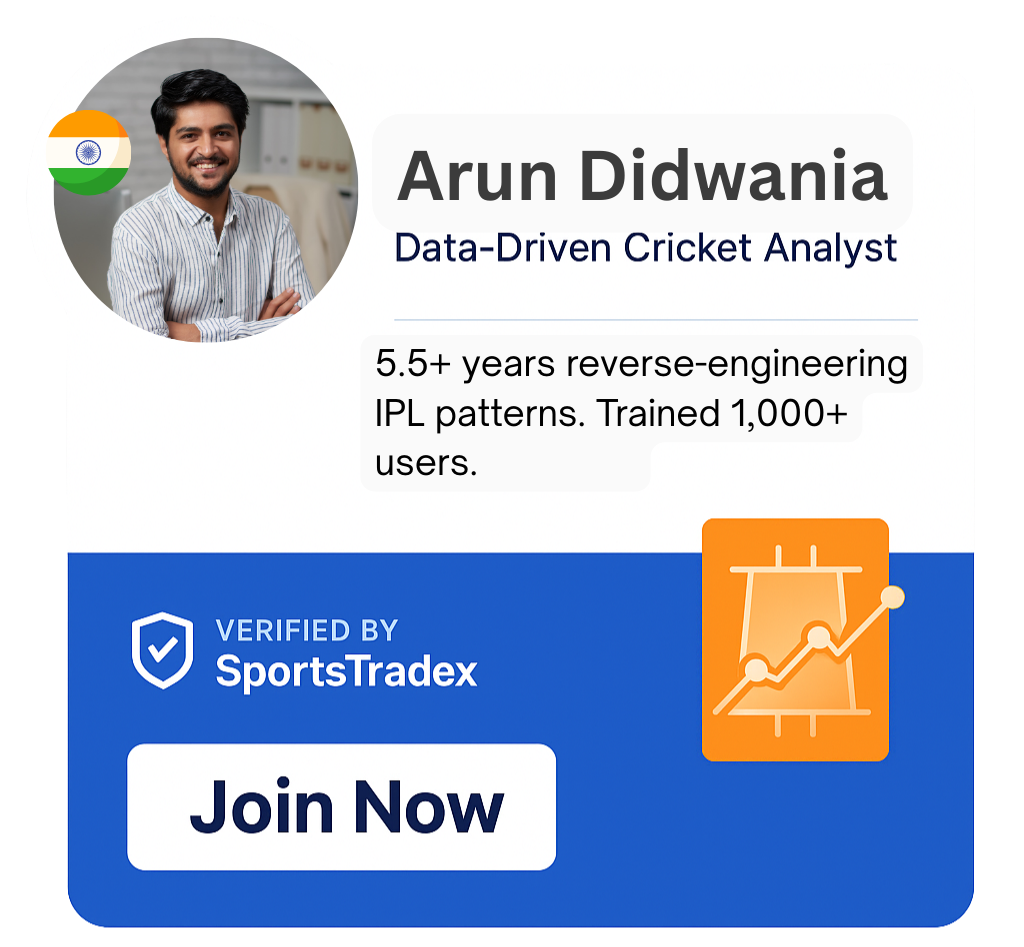 Arun Didwania
Data-Driven Cricket Analyst
5.5+ years reverse-engineering
IPL patterns. Trained 1,000+
users.
VERIFIED BY
SportsTradex
Join Now